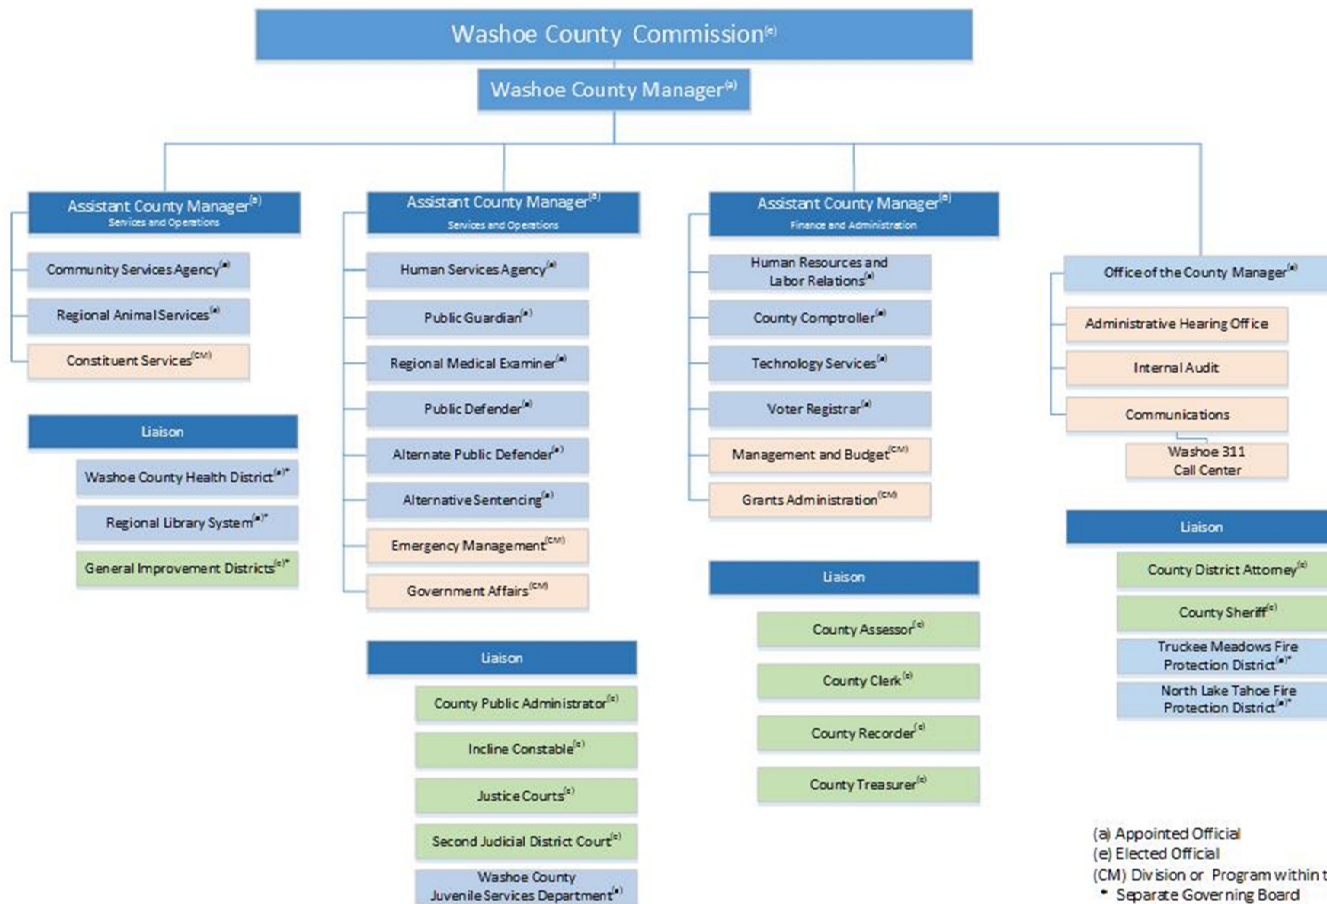 Washoe County Commission(e)
Washoe County Manager(a)
Assistant County Manager(a)
Services and Operations
Community Services Agency(a)
Regional Animal Services(a)
Constituent Services(CM)
Liaison
Washoe County Health District(a)*
Regional Library System(a)*
General Improvement Districts(e)*
Assistant County Manager(a)
Services and Operations
Human Services Agency(a)
Public Guardian(a)
Regional Medical Examiner(a)
Public Defender(a)
Alternate Public Defender(a)
Alternative Sentencing(a)
Emergency Management(CM)
Government Affairs(CM)
Liaison
County Public Administrator(e)
Incline Constable(e)
Justice Courts(e)
Second Judicial District Court(e)
Washoe County
Juvenile Services Department(a)
Assistant County Manager(a)
Finance and Administration
Human Resources and
Labor Relations(a)
County Comptroller(a)
Technology Services(a)
Voter Registrar(a)
Management and Budget(CM)
Grants Administration(CM)
Liaison
County Assessor(e)
County Clerk(e)
County Recorder(e)
County Treasurer(e)
Office of the County Manager(a)
Administrative Hearing Office
Internal Audit
Communications
Washoe 311
Call Center
Liaison
County District Attorney(e)
County Sheriff(e)
Truckee Meadows Fire
Protection District(a)*
North Lake Tahoe Fire
Protection District(a)*
(a) Appointed Official
(e) Elected Official
(CM) Division or Program within t
* Separate Governing Board